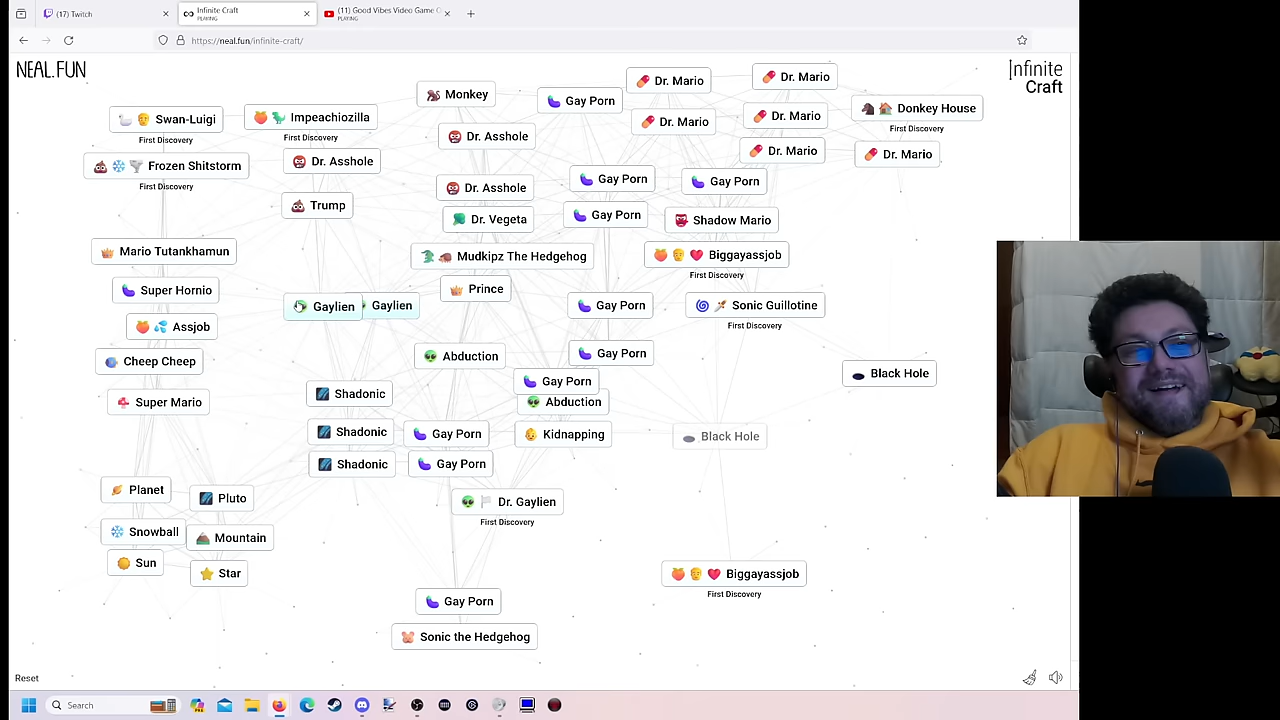 (17) Twitch
Infinite Craft
PLAYING
(11) Good Vibes Video Game
PLAYING
https://neal.fun/infinite-craft/
NEAL.FUN
Infinite
Craft
Monkey
Gay Porn
Dr. Mario
Dr. Mario
Swan-Luigi
First Discovery
Impeachiozilla
First Discovery
Dr. Asshole
Dr. Mario
Dr. Mario
Donkey House
First Discovery
Frozen Shitstorm
First Discovery
Dr. Asshole
Dr. Mario
Dr. Mario
Trump
Dr. Asshole
Gay Porn
Gay Porn
Dr. Vegeta
Gay Porn
Shadow Mario
Mario Tutankhamun
Mudkipz The Hedgehog
Biggayassjob
First Discovery
Super Hornio
Prince
Gaylien
Gaylien
Gay Porn
Sonic Guillotine
First Discovery
Assjob
Cheep Cheep
Abduction
Gay Porn
Black Hole
Super Mario
Shadonic
Gay Porn
Abduction
Shadonic
Gay Porn
Kidnapping
Black Hole
Shadonic
Gay Porn
Planet
Pluto
Dr. Gaylien
First Discovery
Snowball
Mountain
Sun
Star
Biggayassjob
First Discovery
Gay Porn
Sonic the Hedgehog
Reset
Search